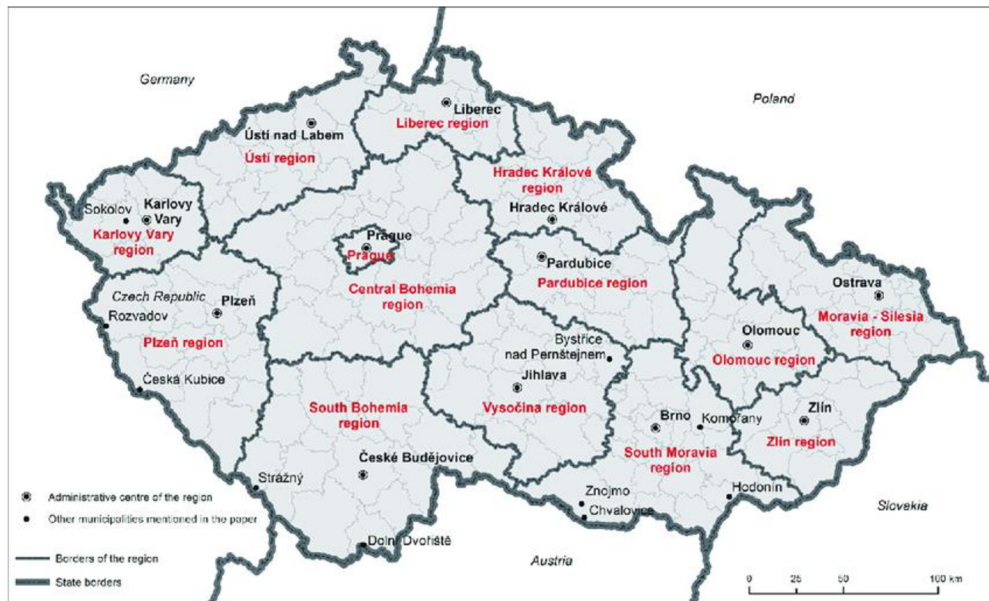 Germany
Poland
Liberec
Liberec region
Ústí nad Labem
Ústí region
Hradec Králové
region
Hradec Králové
Karlovy
Vary
Sokolov
Karlovy Vary
region
Prague
Prague
Central Bohemia
region
Pardubice
Pardubice region
Czech Republic
Rozvadov
Plzeň
Plzeň region
Česká Kubice
Ostrava
Moravia - Silesia
region
Olomouc
Olomouc region
Bystřice
nad Pernštejnem
Jihlava
Vysočina region
South Bohemia
region
České Budějovice
Strážný
Dolní Dvořiště
Brno
Komořany
South Moravia
region
Zlín
Zlín region
Znojmo
Chvalovice
Hodonín
Slovakia
Austria
Administrative centre of the region
Other municipalities mentioned in the paper
Borders of the region
State borders
0 25 50 100 km